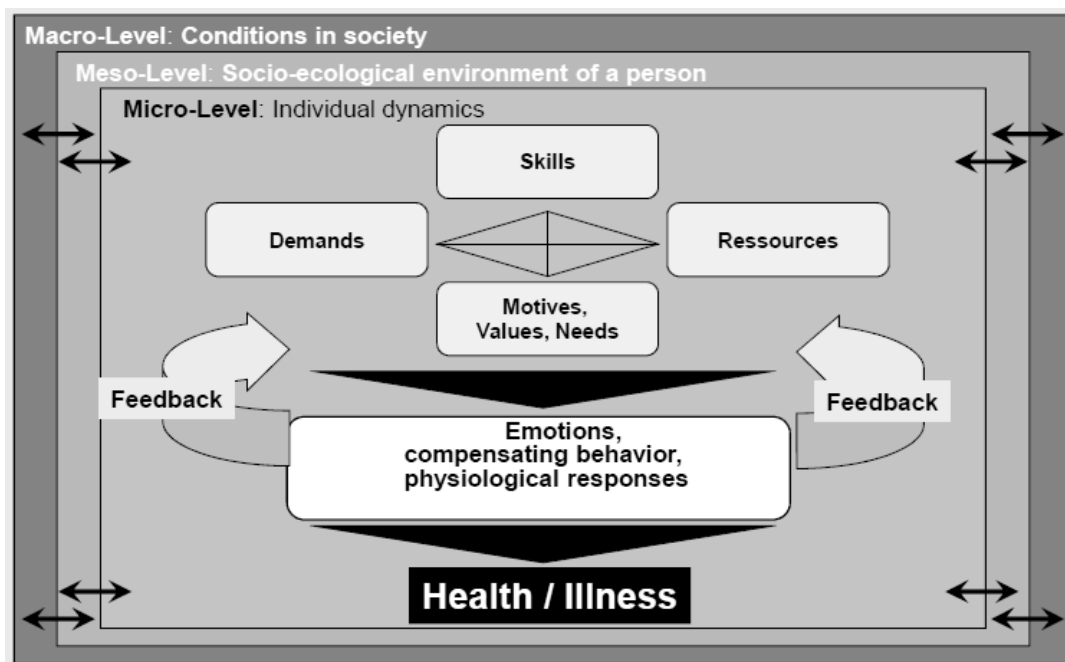 Macro-Level: Conditions in society
Meso-Level: Socio-ecological environment of a person
Micro-Level: Individual dynamics
Skills
Demands
Ressources
Motives,
Values, Needs
Feedback
Feedback
Emotions,
compensating behavior,
physiological responses
Health / Illness